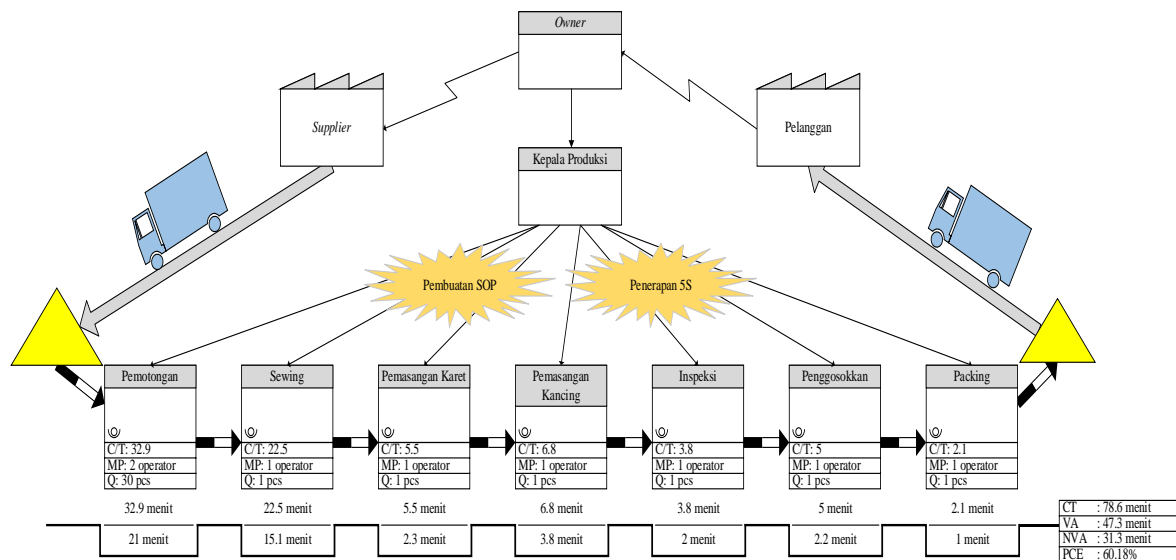 Owner
Supplier
Pelanggan
Kepala Produksi
Pembuatan SOP
Penerapan 5S
Pemotongan
C/T: 32.9
MP: 2 operator
Q: 30 pcs
Sewing
C/T: 22.5
MP: 1 operator
Q: 1 pcs
Pemasangan Karet
C/T: 5.5
MP: 1 operator
Q: 1 pcs
Pemasangan
Kancing
C/T: 6.8
MP: 1 operator
Q: 1 pcs
Inspeksi
C/T: 3.8
MP: 1 operator
Q: 1 pcs
Penggosokkan
C/T: 5
MP: 1 operator
Q: 1 pcs
Packing
C/T: 2.1
MP: 1 operator
Q: 1 pcs
32.9 menit
22.5 menit
5.5 menit
6.8 menit
3.8 menit
5 menit
2.1 menit
21 menit
15.1 menit
2.3 menit
3.8 menit
2 menit
2.2 menit
1 menit
CT : 78.6 menit
VA : 47.3 menit
NVA : 31.3 menit
PCE : 60.18%